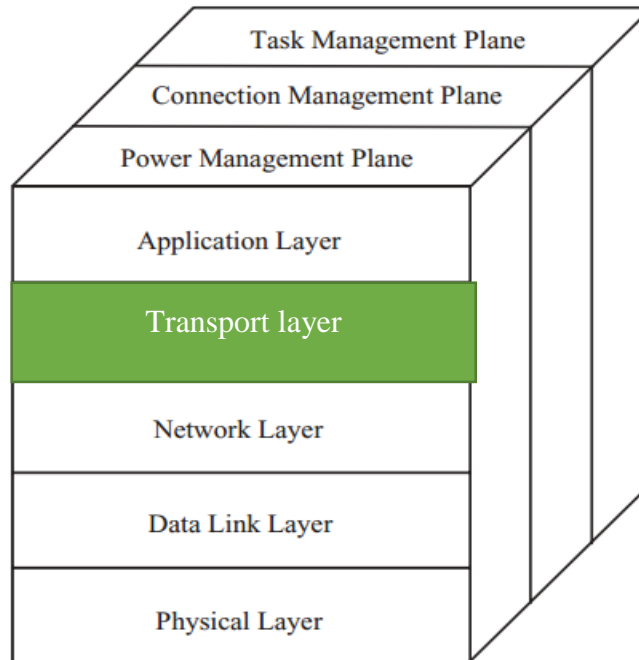 Task Management Plane
Connection Management Plane
Power Management Plane
Application Layer
Transport layer
Network Layer
Data Link Layer
Physical Layer